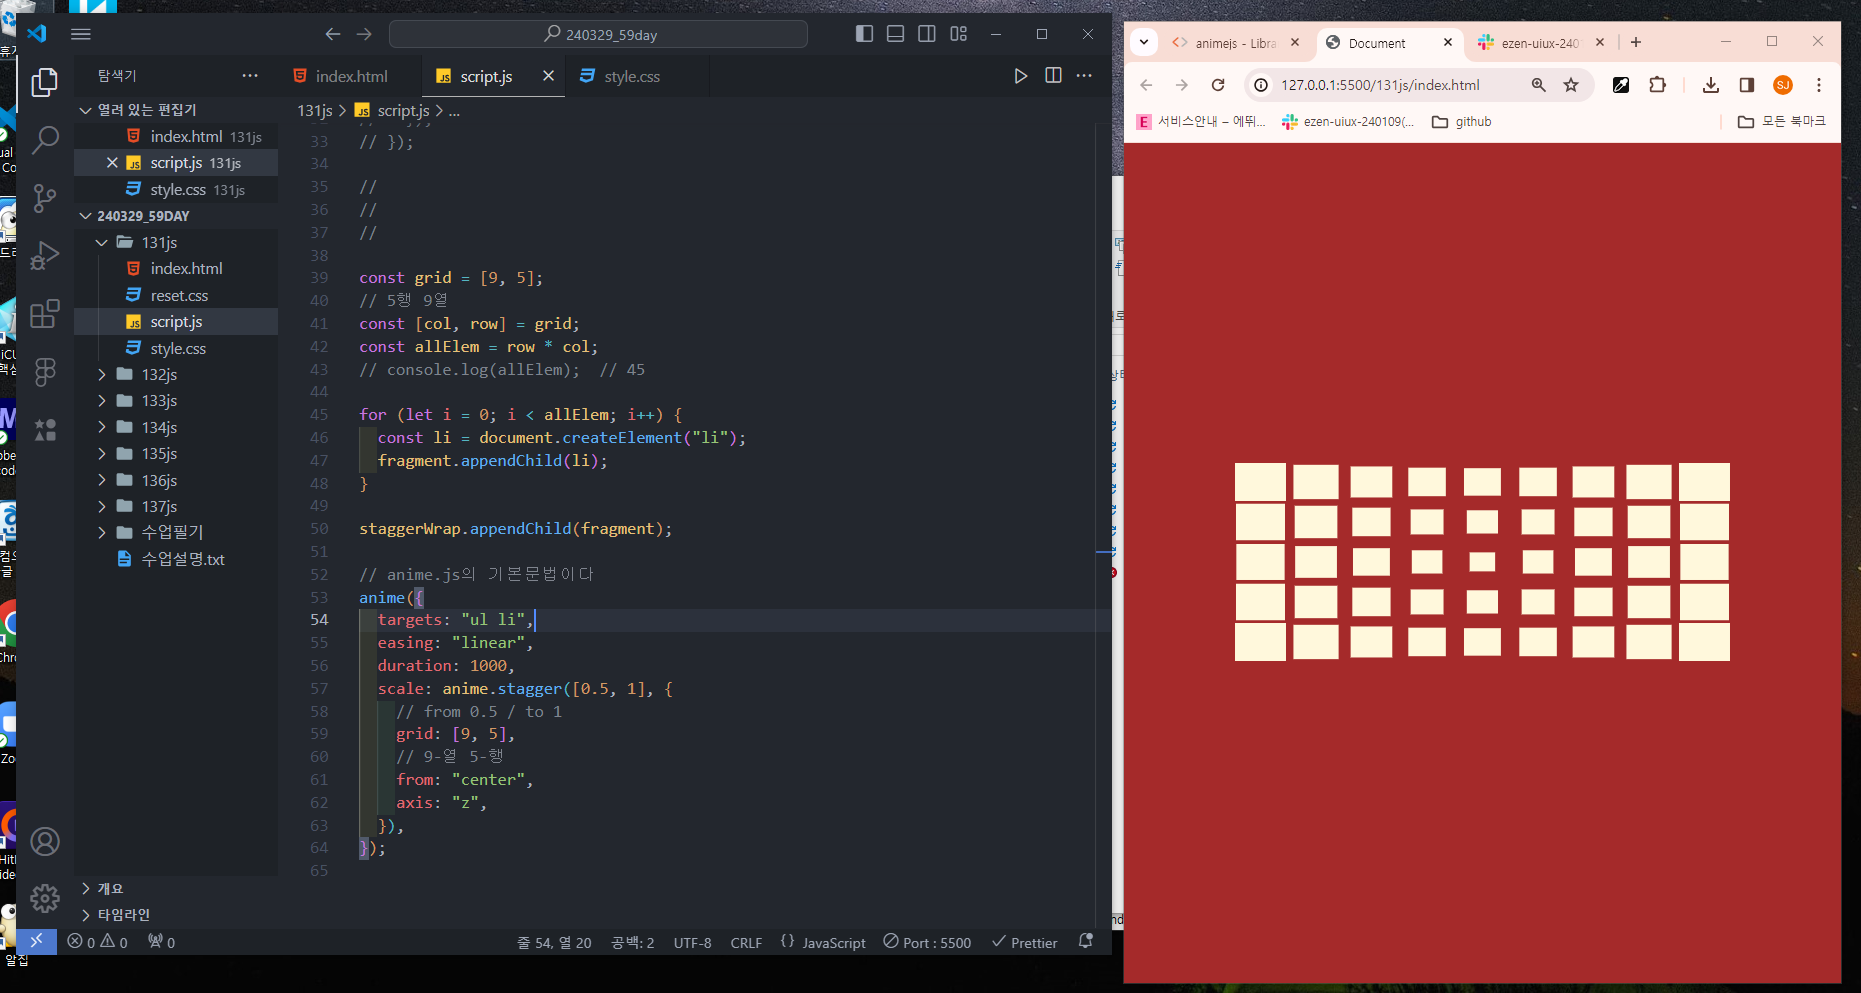 240329_59day
탐색기
index.html
script.js
style.css
열려 있는 편집기
index.html 131js
script.js 131js
style.css 131js
240329_59DAY
131js
index.html
reset.css
script.js
style.css
132js
133js
134js
135js
136js
137js
수업필기
수업설명.txt
개요
타임라인
131js > script.js > ...
33 // });
34
35 //
36 //
37 //
38
39 const grid = [9, 5];
40 // 5행 9열
41 const [col, row] = grid;
42 const allElem = row * col;
43 // console.log(allElem);  // 45
44
45 for (let i = 0; i < allElem; i++) {
46   const li = document.createElement("li");
47   fragment.appendChild(li);
48 }
49
50 staggerWrap.appendChild(fragment);
51
52 // anime.js의 기본문법이다
53 anime({
54   targets: "ul li",
55   easing: "linear",
56   duration: 1000,
57   scale: anime.stagger([0.5, 1], {
58     // from 0.5 / to 1
59     grid: [9, 5],
60     // 9-열 5-행
61     from: "center",
62     axis: "z",
63   }),
64 });
65
0 0 0
줄 54, 열 20 공백: 2 UTF-8 CRLF {} JavaScript Port : 5500 Prettier
알집
animejs - Libra
Document
ezen-uiux-240
127.0.0.1:5500/131js/index.html
SJ
E 서비스안내 – 에뛰...
ezen-uiux-240109(...
github
모든 북마크